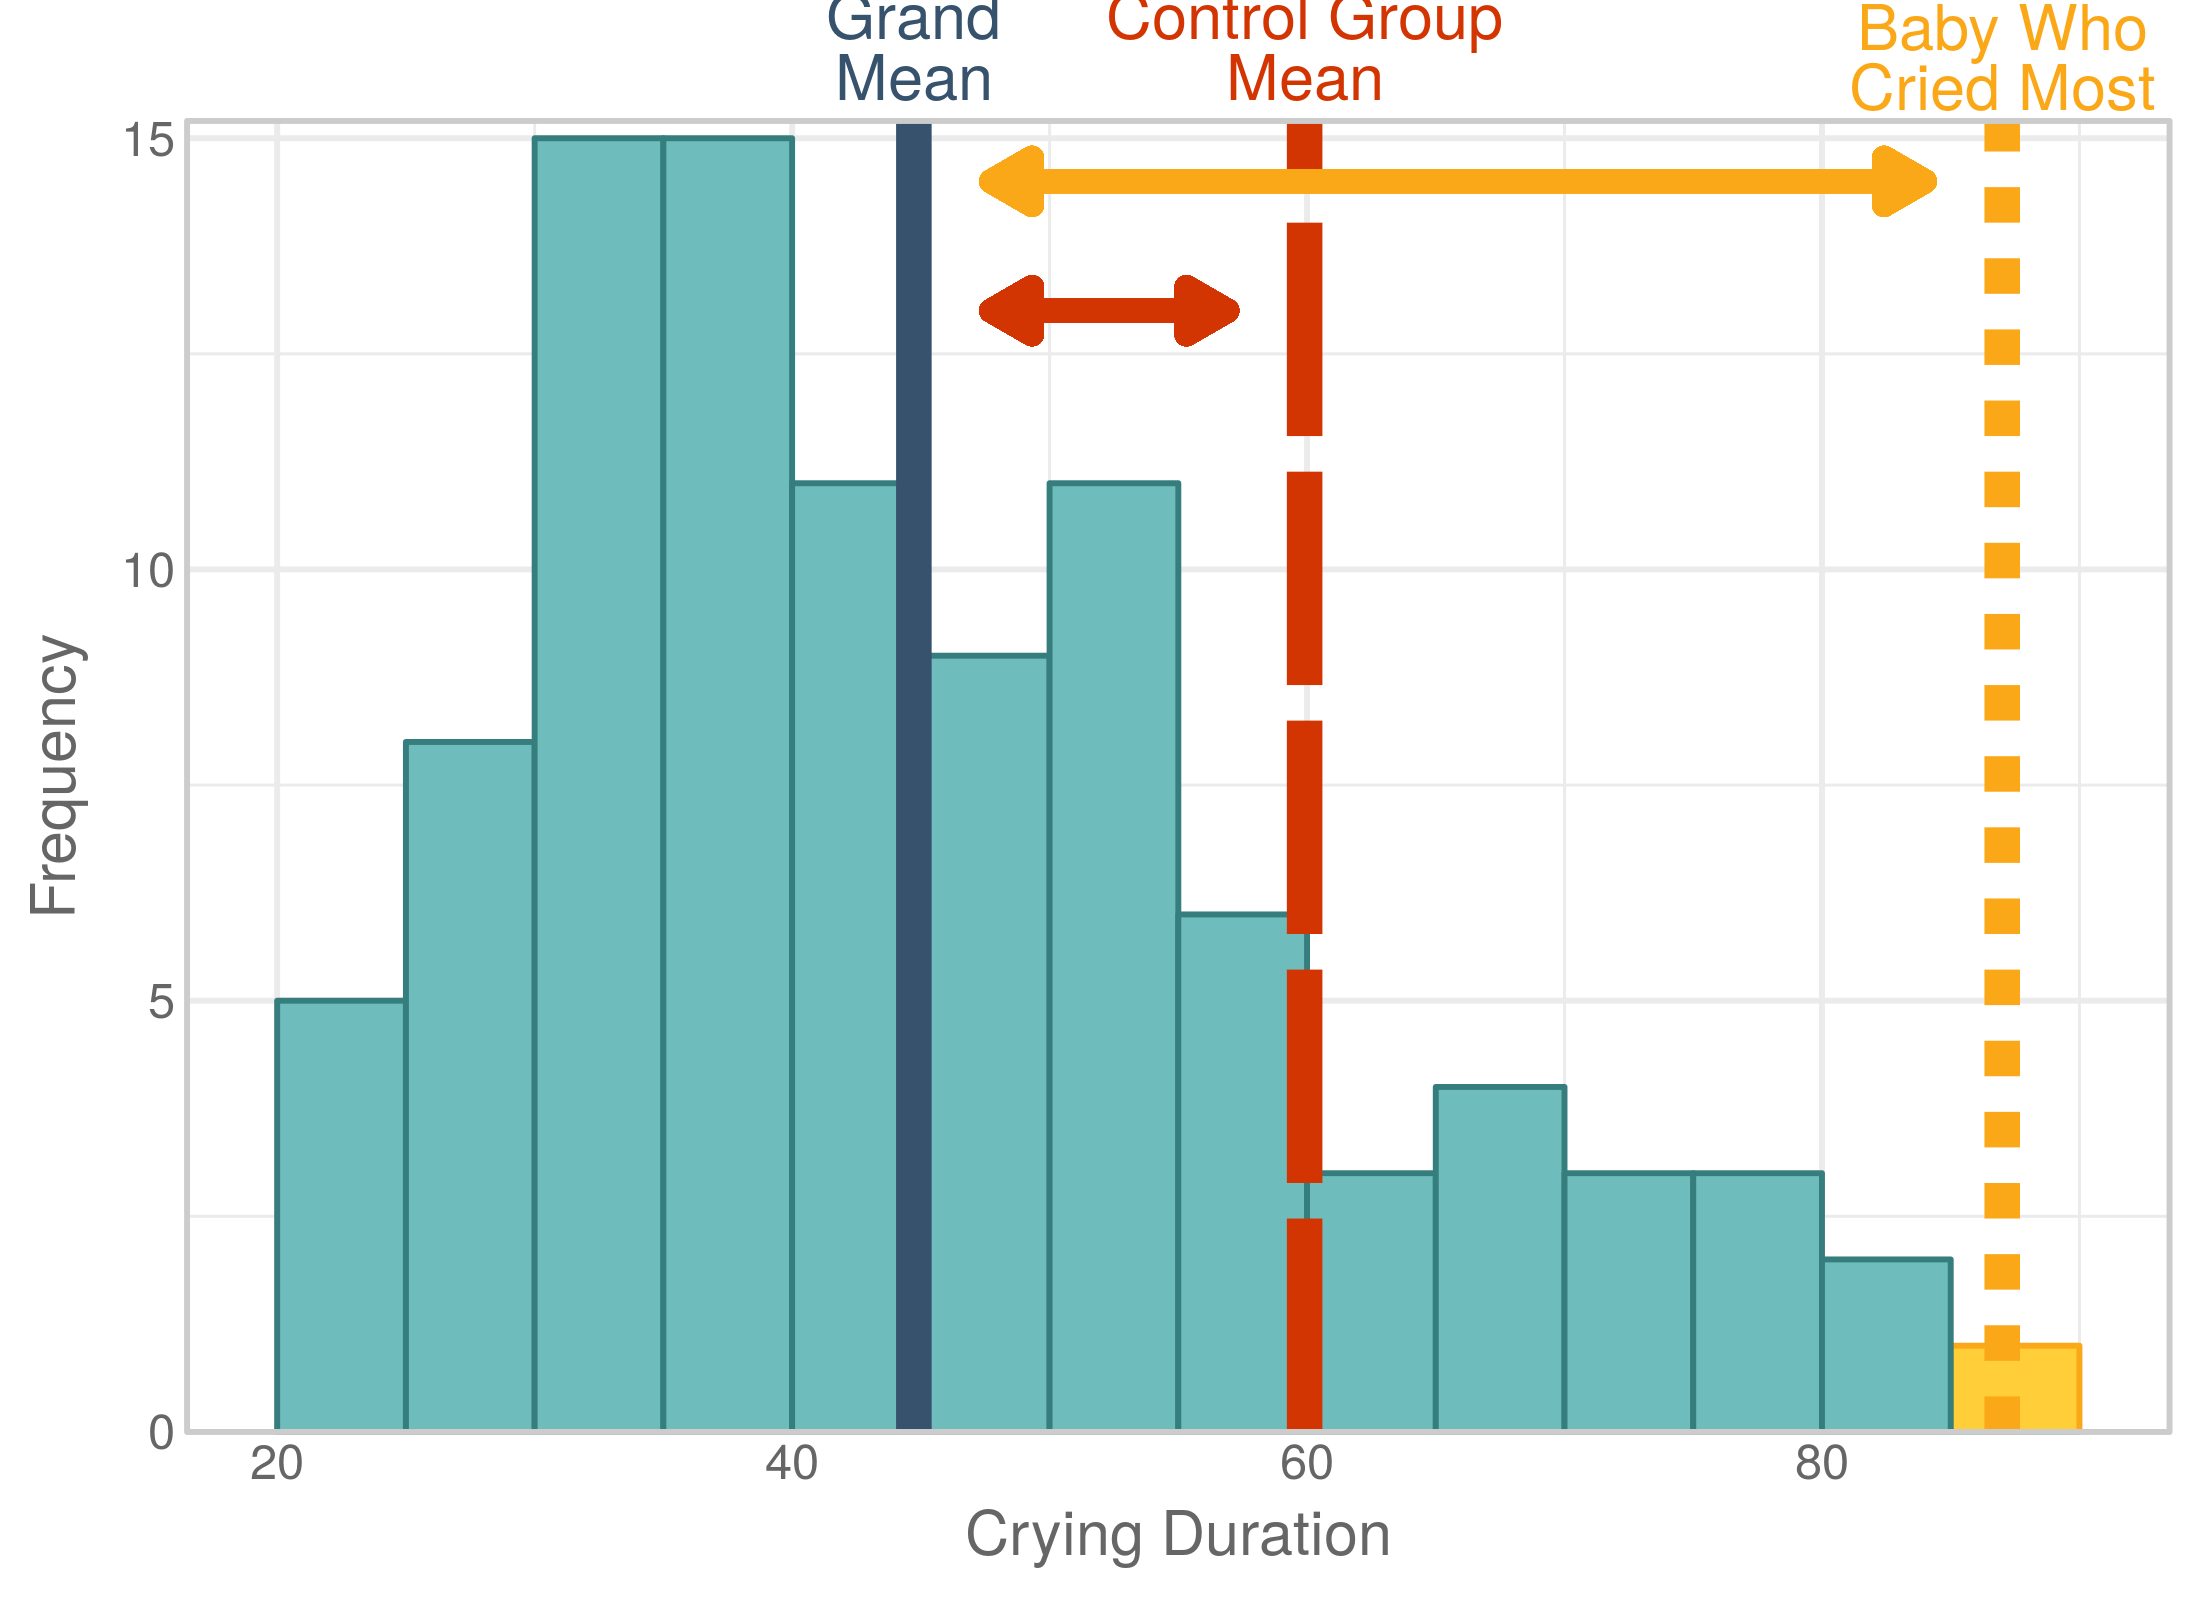 Grand
Mean
Control Group
Mean
Baby Who
Cried Most
15
10
5
0
Frequency
20
40
60
80
Crying Duration